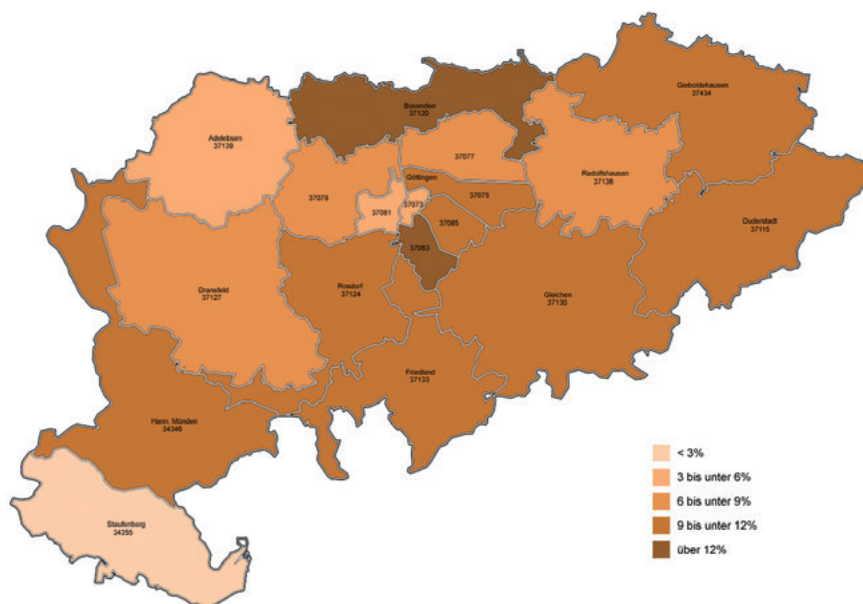 Gieboldehausen
37434
Bovenden
37120
Adelebsen
37139
37077
Radolfshausen
37136
Göttingen
37079
37075
37081
37073
37085
Duderstadt
37115
37083
Dransfeld
37127
Rosdorf
37124
Gleichen
37130
Friedland
37133
Hann. Münden
34346
Staufenberg
34355
< 3%
3 bis unter 6%
6 bis unter 9%
9 bis unter 12%
über 12%